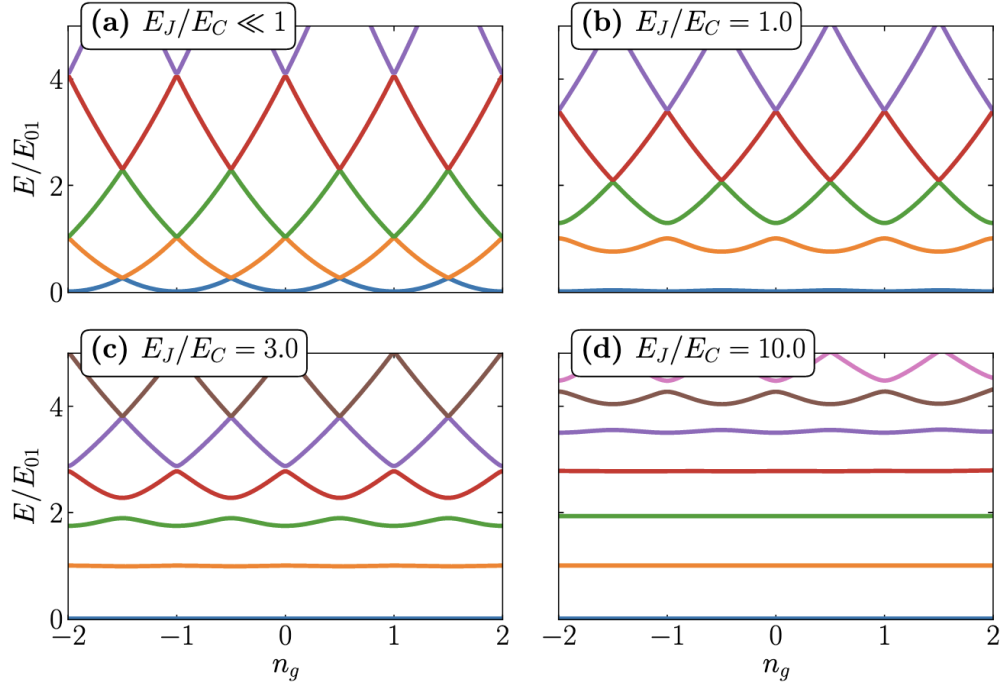 (a) E_J/E_C ≪ 1
(b) E_J/E_C = 1.0
E/E_01
4
2
0
(c) E_J/E_C = 3.0
(d) E_J/E_C = 10.0
E/E_01
4
2
0
−2 −1 0 1 2
−2 −1 0 1 2
n_g
n_g